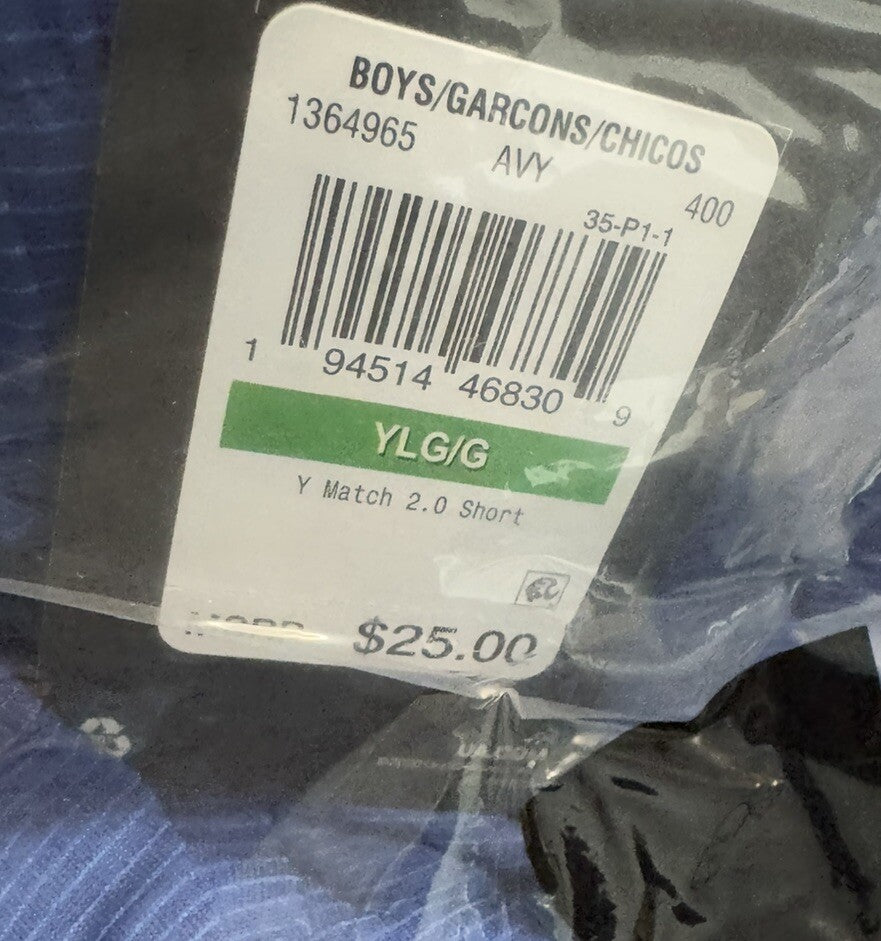 BOYS/GARCONS/CHICOS
1364965 AVY 400
35-P1-1
1 94514 46830 9
YLG/G
Y Match 2.0 Short
$25.00